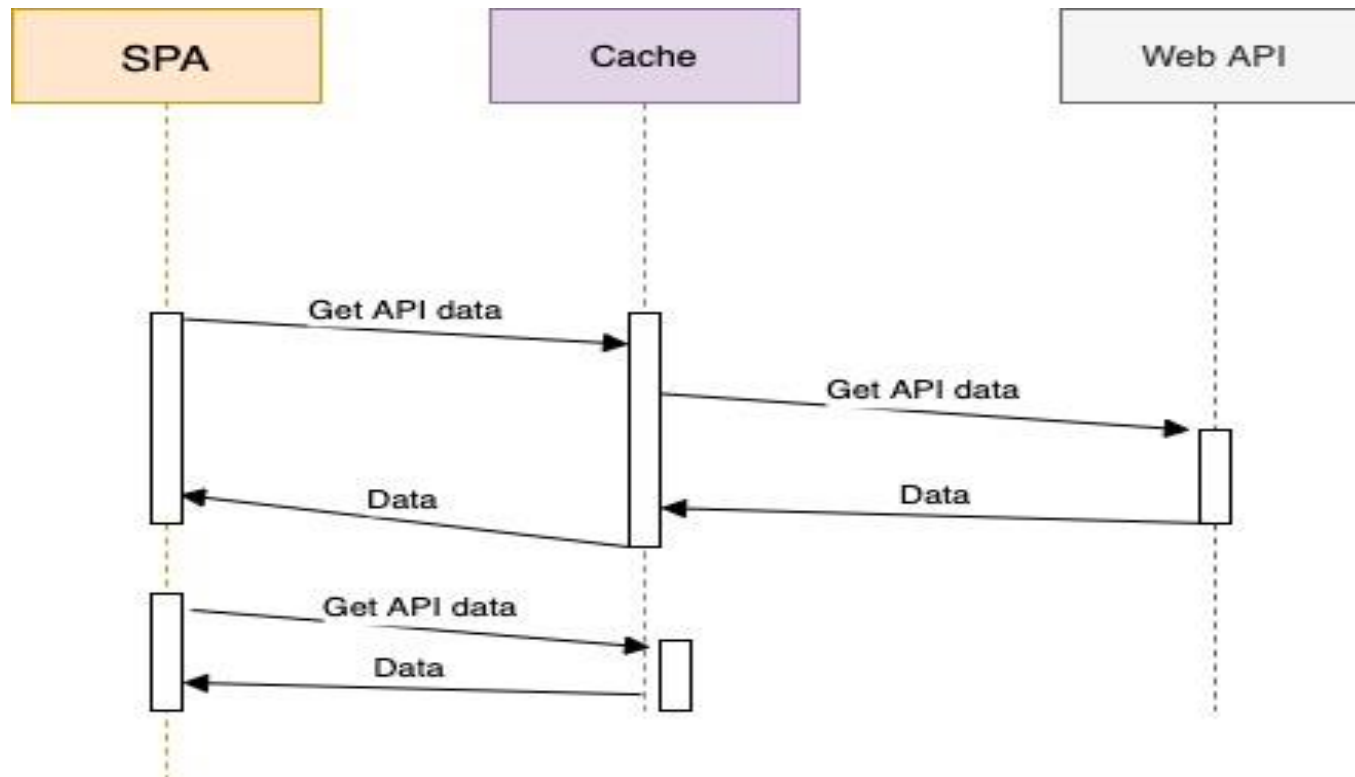 SPA
Cache
Web API
Get API data
Get API data
Data
Data
Get API data
Data